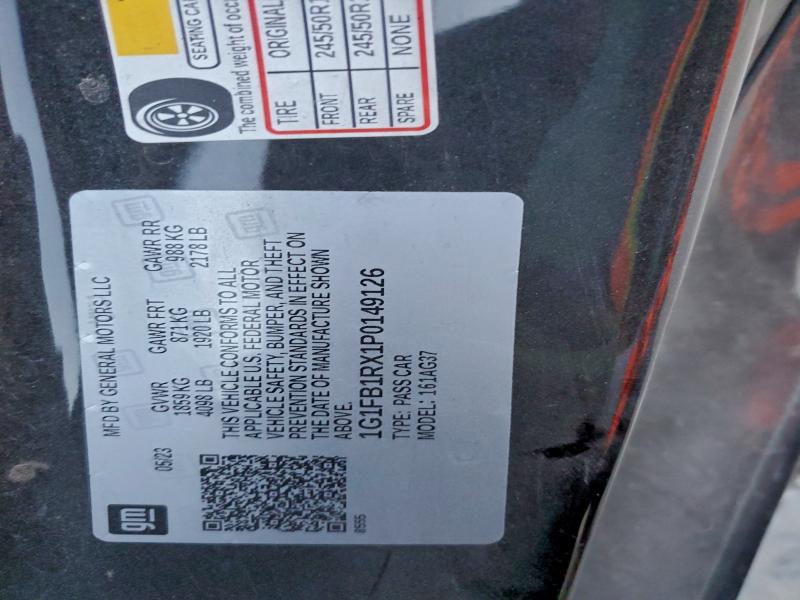 SEATING CA
The combined weight of occ
TIRE ORIGINAL
FRONT 245/50R
REAR 245/50R
SPARE NONE
gm
MFD BY GENERAL MOTORS LLC
05/23 GVWR GAWR FRT GAWR RR
1859 KG 871 KG 988 KG
4098 LB 1920 LB 2178 LB
THIS VEHICLE CONFORMS TO ALL
APPLICABLE U.S. FEDERAL MOTOR
VEHICLE SAFETY, BUMPER, AND THEFT
PREVENTION STANDARDS IN EFFECT ON
THE DATE OF MANUFACTURE SHOWN
ABOVE.
1G1FB1RX1P0149126
TYPE: PASS CAR
MODEL: 1G1AG37